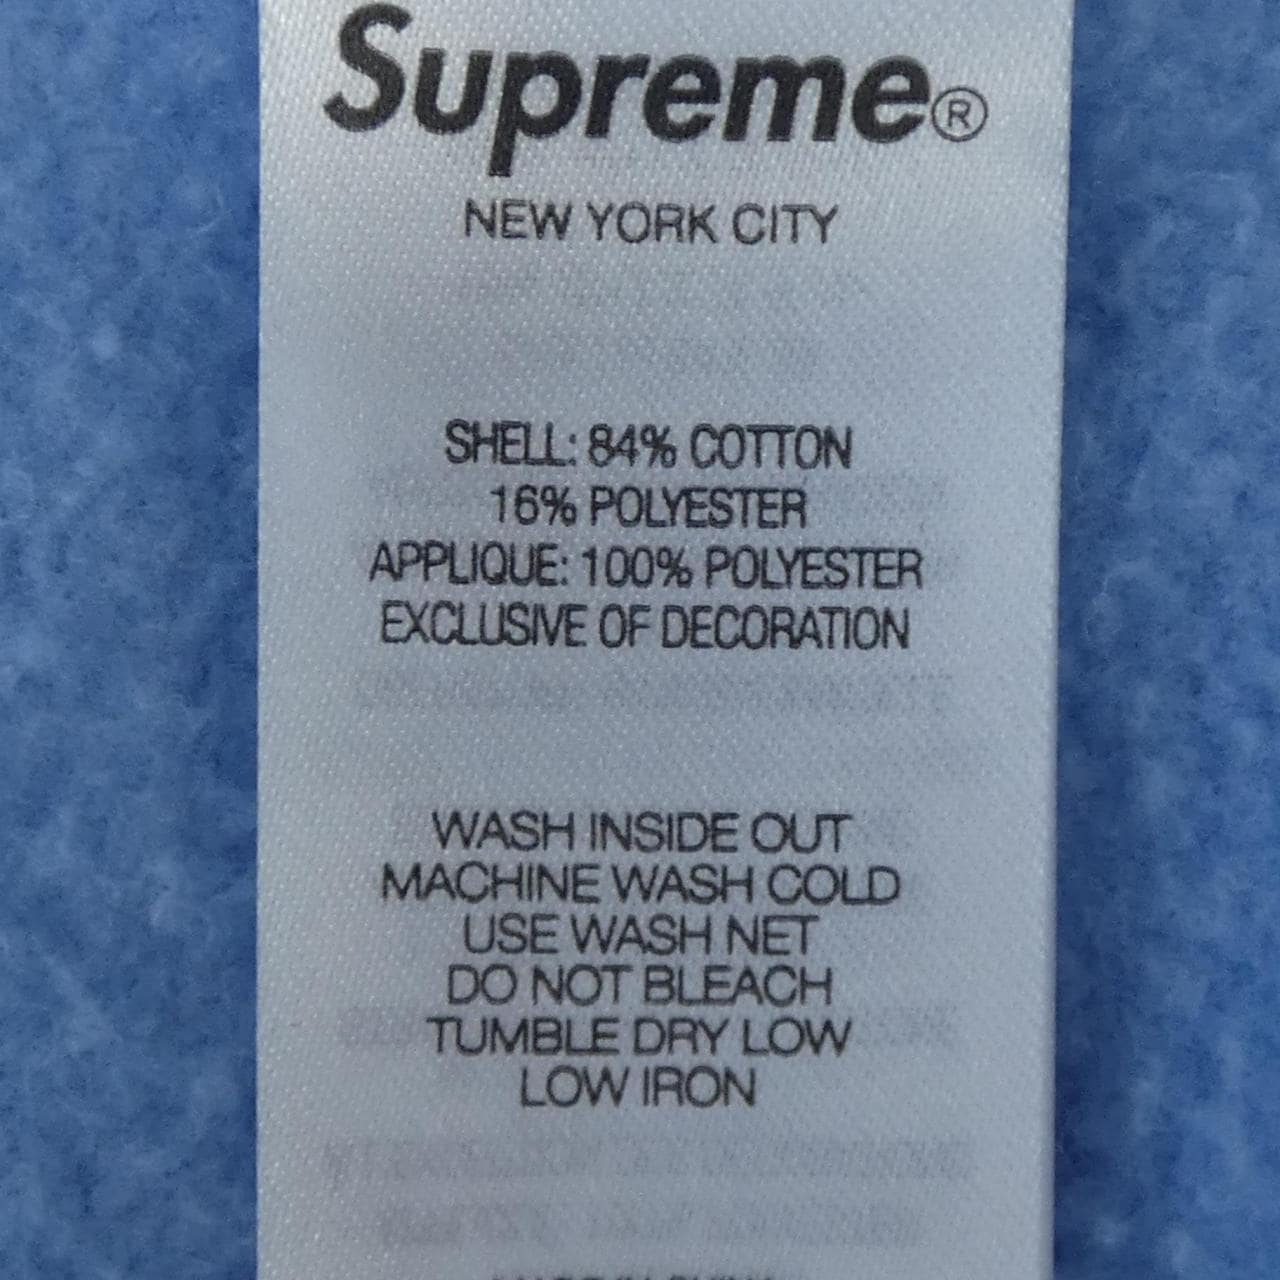 Supreme®
NEW YORK CITY
SHELL: 84% COTTON
16% POLYESTER
APPLIQUE: 100% POLYESTER
EXCLUSIVE OF DECORATION
WASH INSIDE OUT
MACHINE WASH COLD
USE WASH NET
DO NOT BLEACH
TUMBLE DRY LOW
LOW IRON